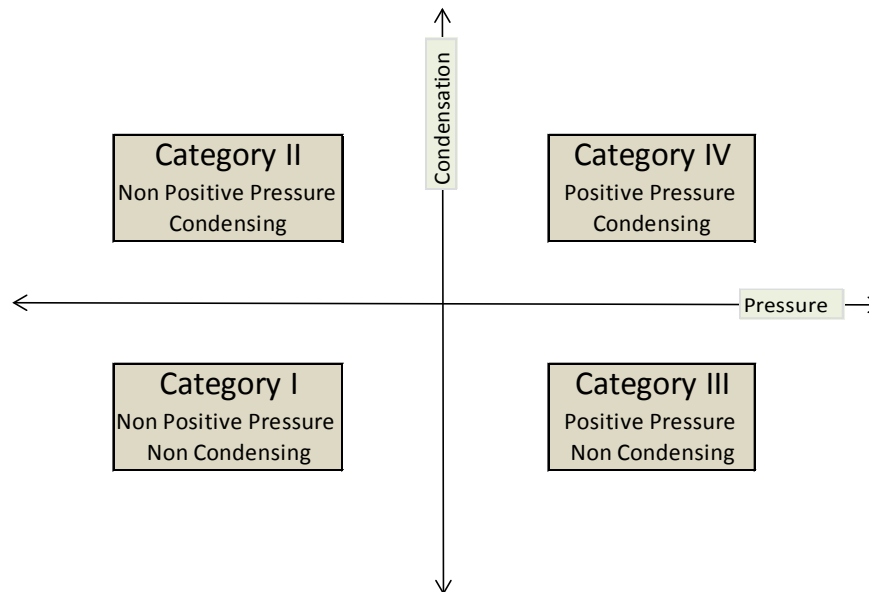 Condensation
Category II
Non Positive Pressure
Condensing
Category IV
Positive Pressure
Condensing
Pressure
Category I
Non Positive Pressure
Non Condensing
Category III
Positive Pressure
Non Condensing